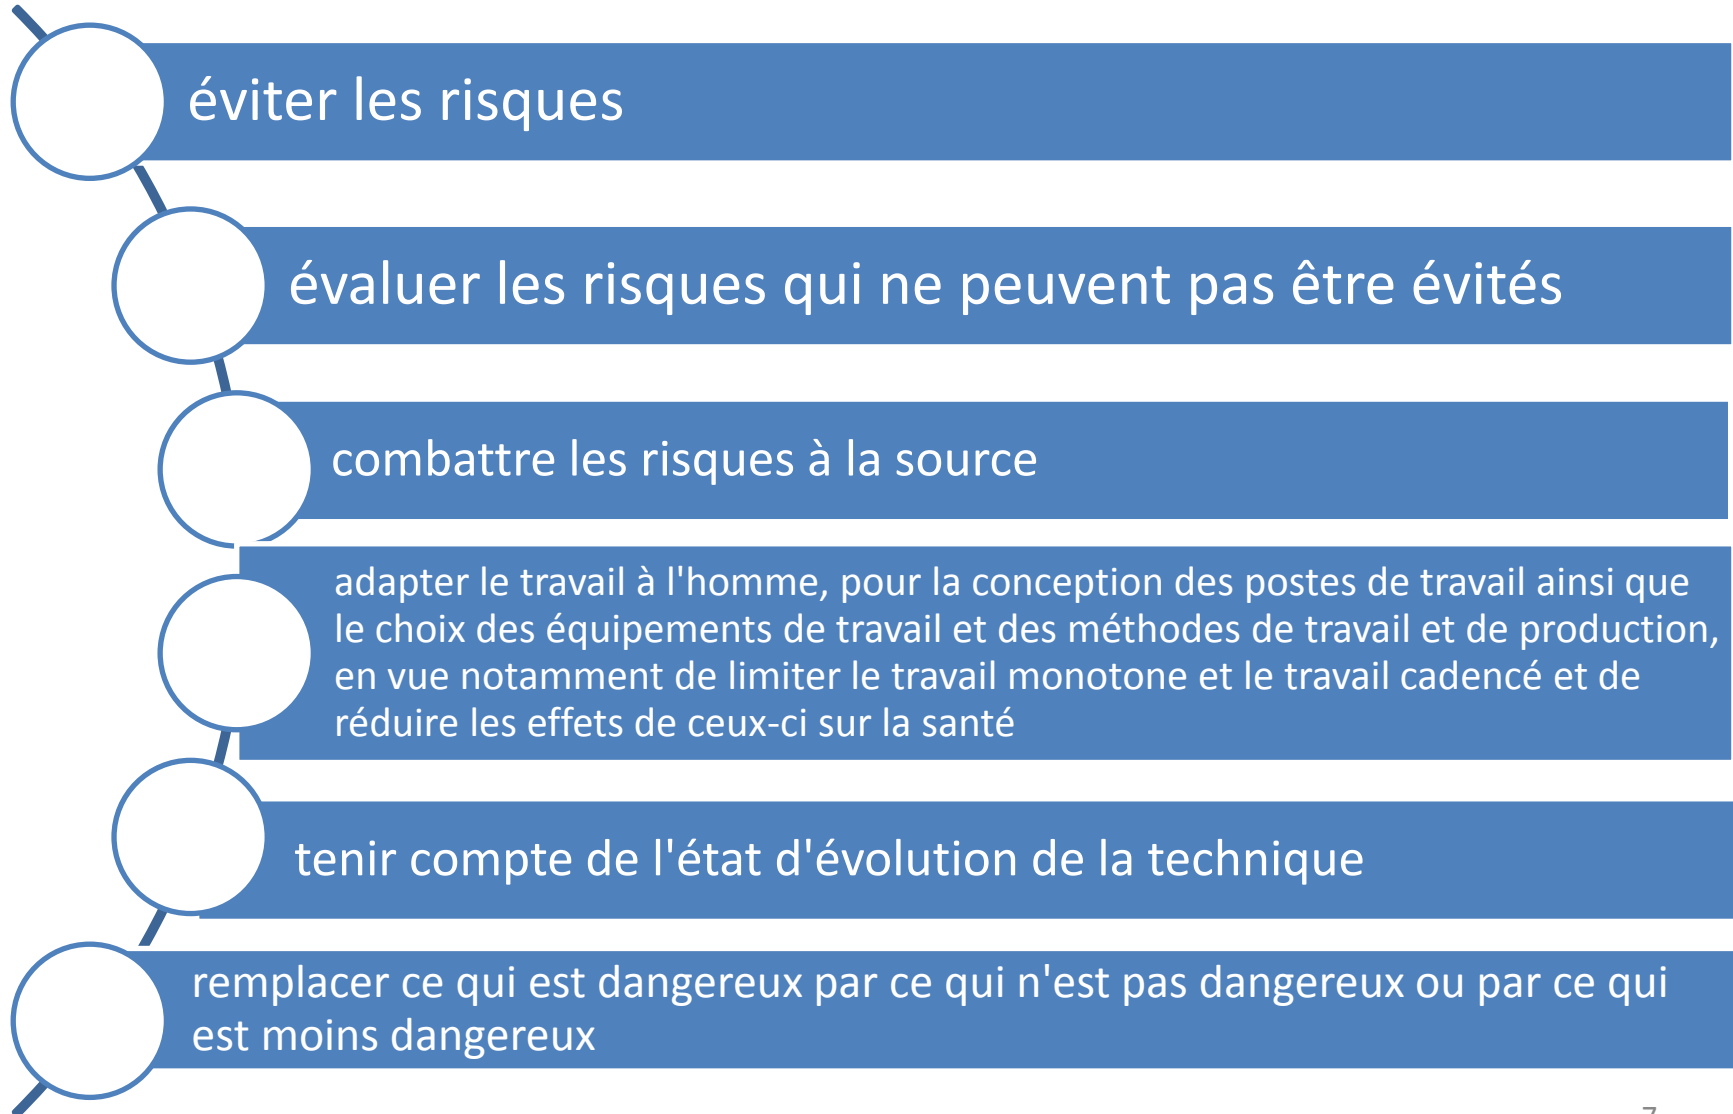 éviter les risques
évaluer les risques qui ne peuvent pas être évités
combattre les risques à la source
adapter le travail à l'homme, pour la conception des postes de travail ainsi que
le choix des équipements de travail et des méthodes de travail et de production,
en vue notamment de limiter le travail monotone et le travail cadencé et de
réduire les effets de ceux-ci sur la santé
tenir compte de l'état d'évolution de la technique
remplacer ce qui est dangereux par ce qui n'est pas dangereux ou par ce qui
est moins dangereux
7